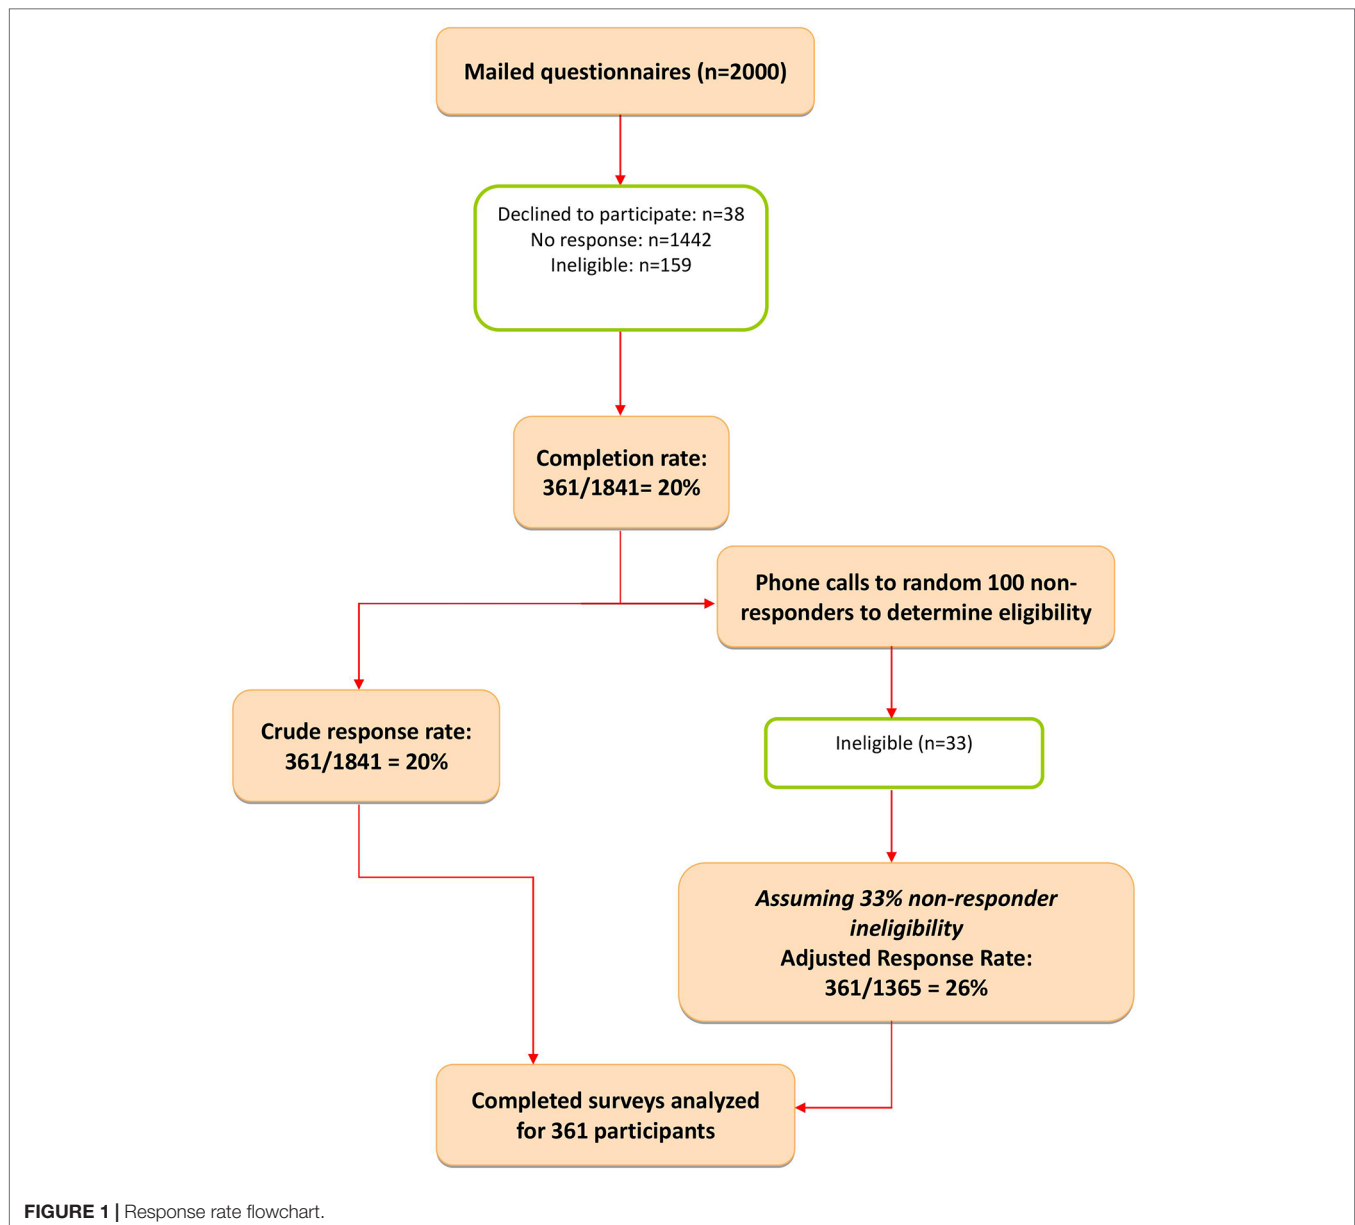 Mailed questionnaires (n=2000)
Declined to participate: n=38
No response: n=1442
Ineligible: n=159
Completion rate:
361/1841= 20%
Phone calls to random 100 non-
responders to determine eligibility
Crude response rate:
361/1841 = 20%
Ineligible (n=33)
Assuming 33% non-responder
ineligibility
Adjusted Response Rate:
361/1365 = 26%
Completed surveys analyzed
for 361 participants
FIGURE 1 | Response rate flowchart.